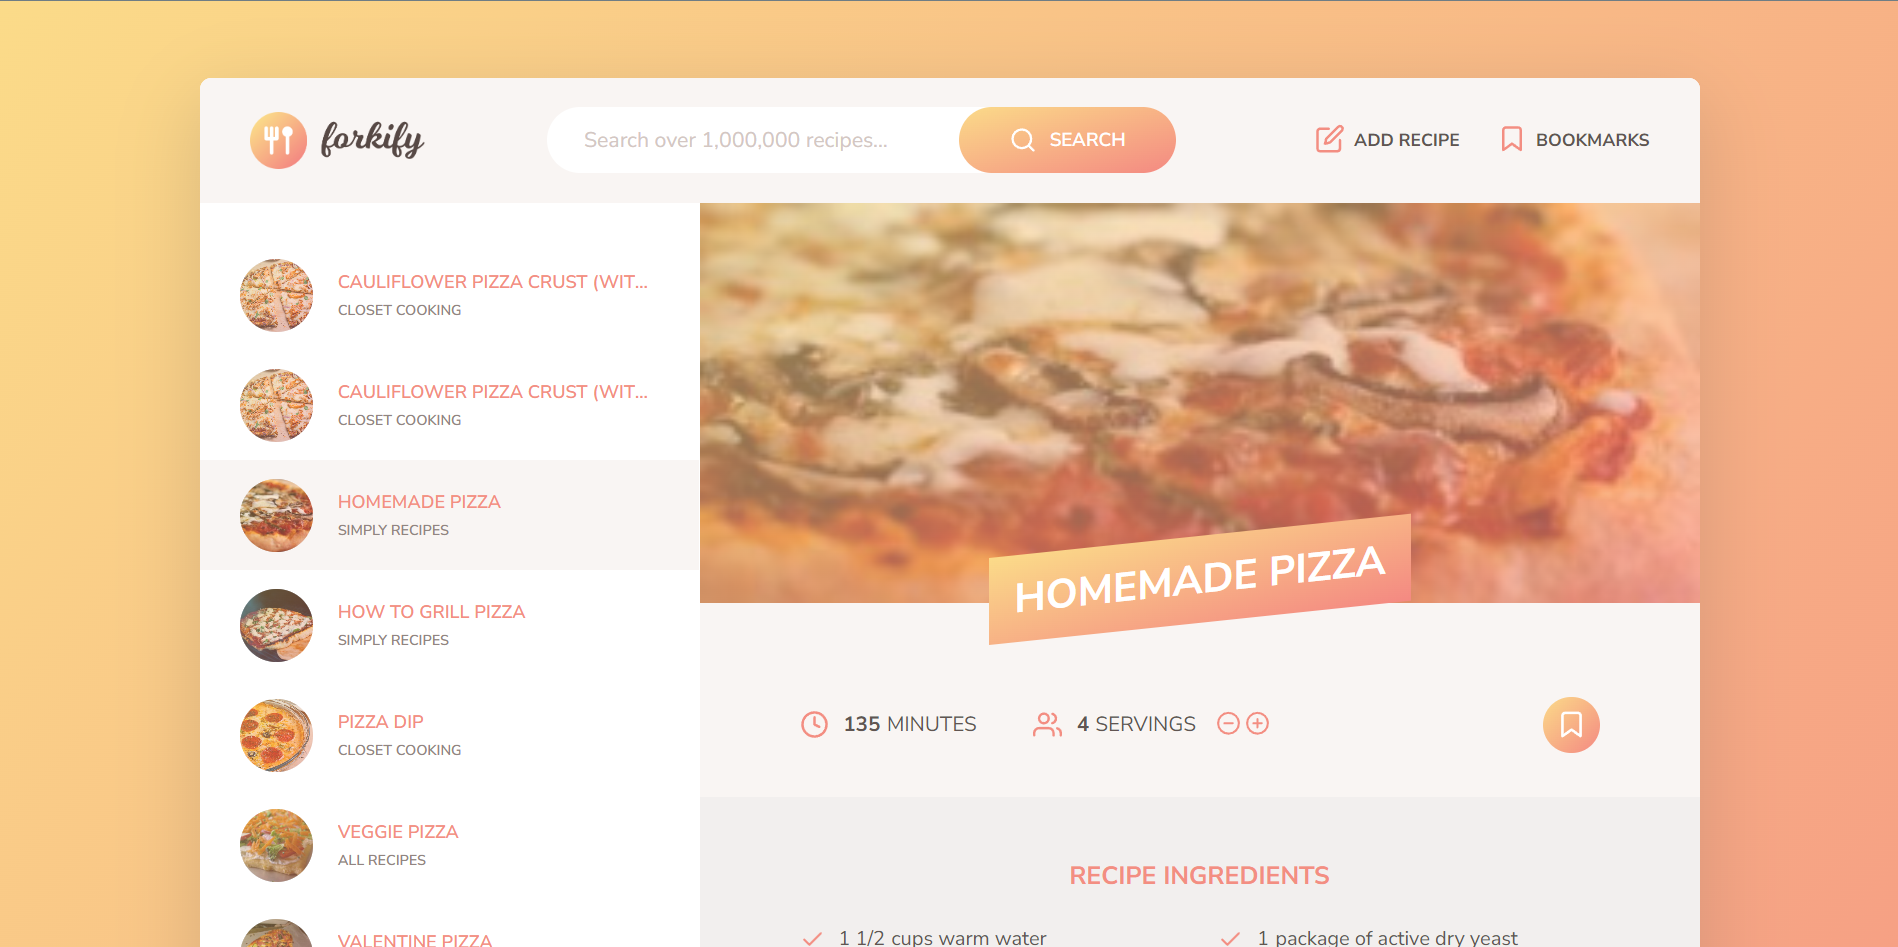 forkify
Search over 1,000,000 recipes...
SEARCH
ADD RECIPE
BOOKMARKS
CAULIFLOWER PIZZA CRUST (WIT...
CLOSET COOKING
CAULIFLOWER PIZZA CRUST (WIT...
CLOSET COOKING
HOMEMADE PIZZA
SIMPLY RECIPES
HOW TO GRILL PIZZA
SIMPLY RECIPES
PIZZA DIP
CLOSET COOKING
VEGGIE PIZZA
ALL RECIPES
VALENTINE PIZZA
HOMEMADE PIZZA
135 MINUTES
4 SERVINGS
RECIPE INGREDIENTS
1 1/2 cups warm water
1 package of active dry yeast